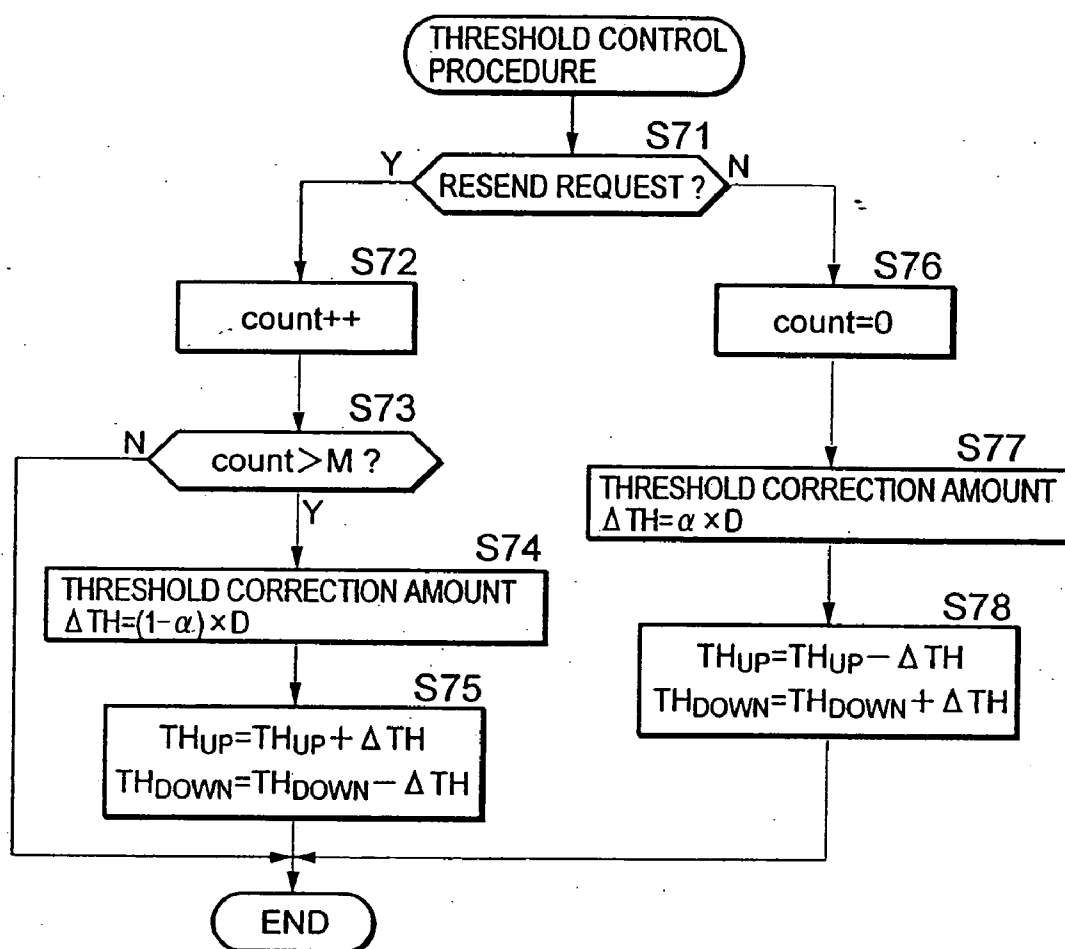 THRESHOLD CONTROL
PROCEDURE
S71
Y
RESEND REQUEST ?
N
S72
count++
S73
N
count>M ?
Y
S74
THRESHOLD CORRECTION AMOUNT
ΔTH=(1-α)×D
S75
THUP=THUP+ΔTH
THDOWN=THDOWN-ΔTH
S76
count=0
S77
THRESHOLD CORRECTION AMOUNT
ΔTH=α×D
S78
THUP=THUP-ΔTH
THDOWN=THDOWN+ΔTH
END